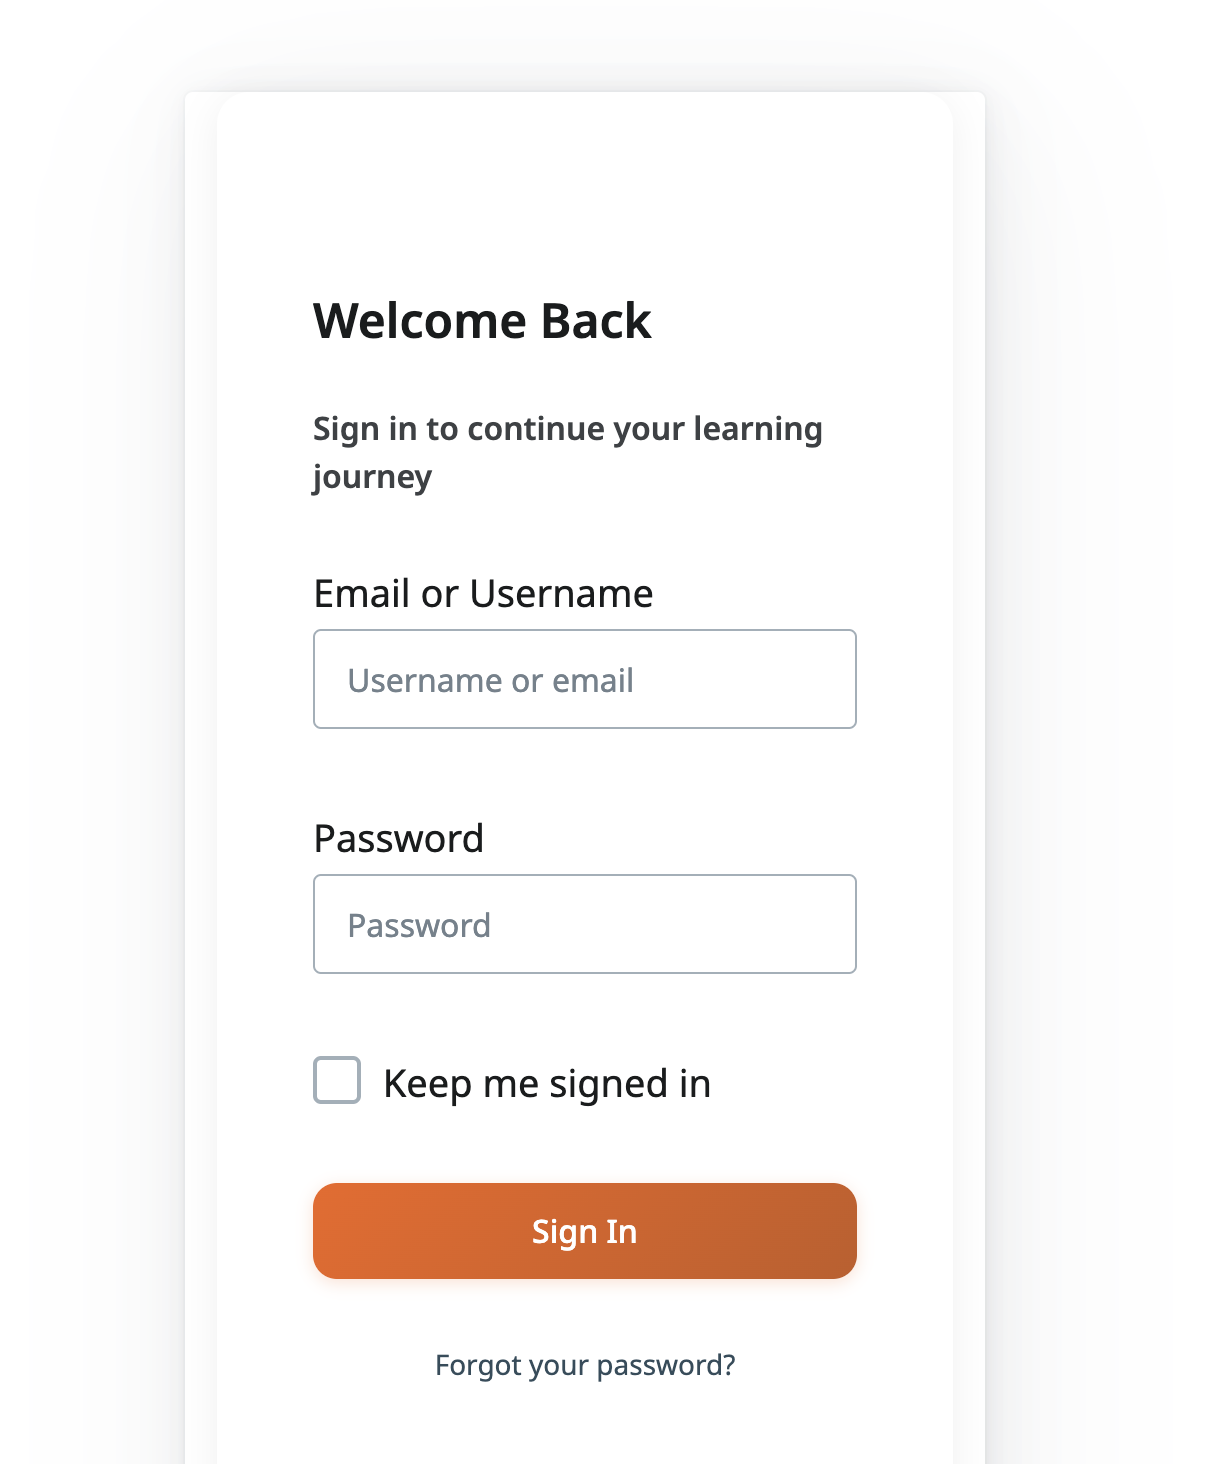 Welcome Back
Sign in to continue your learning
journey
Email or Username
Username or email
Password
Password
Keep me signed in
Sign In
Forgot your password?